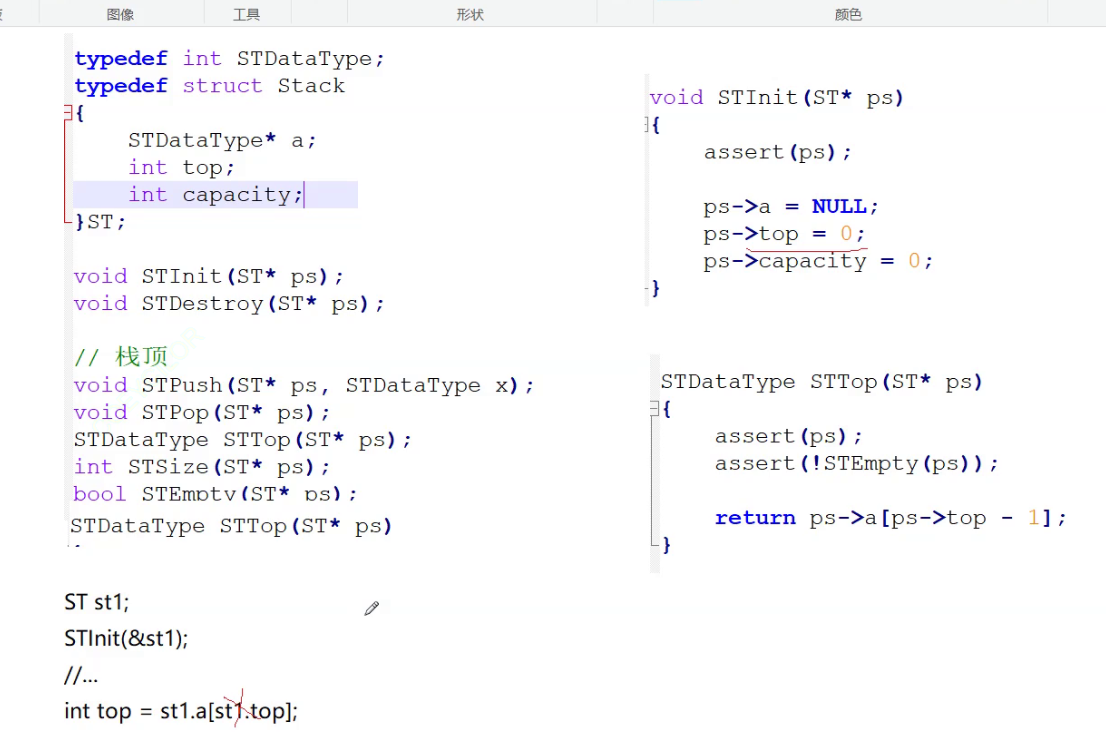 图像 工具 形状 颜色
typedef int STDataType;
typedef struct Stack
{
STDataType* a;
int top;
int capacity;
}ST;
void STInit(ST* ps);
void STDestroy(ST* ps);
// 栈顶
void STPush(ST* ps, STDataType x);
void STPop(ST* ps);
STDataType STTop(ST* ps);
int STSize(ST* ps);
bool STEmpty(ST* ps);
STDataType STTop(ST* ps)
ST st1;
STInit(&st1);
//...
int top = st1.a[st1.top];
void STInit(ST* ps)
{
assert(ps);
ps->a = NULL;
ps->top = 0;
ps->capacity = 0;
}
STDataType STTop(ST* ps)
{
assert(ps);
assert(!STEmpty(ps));
return ps->a[ps->top - 1];
}